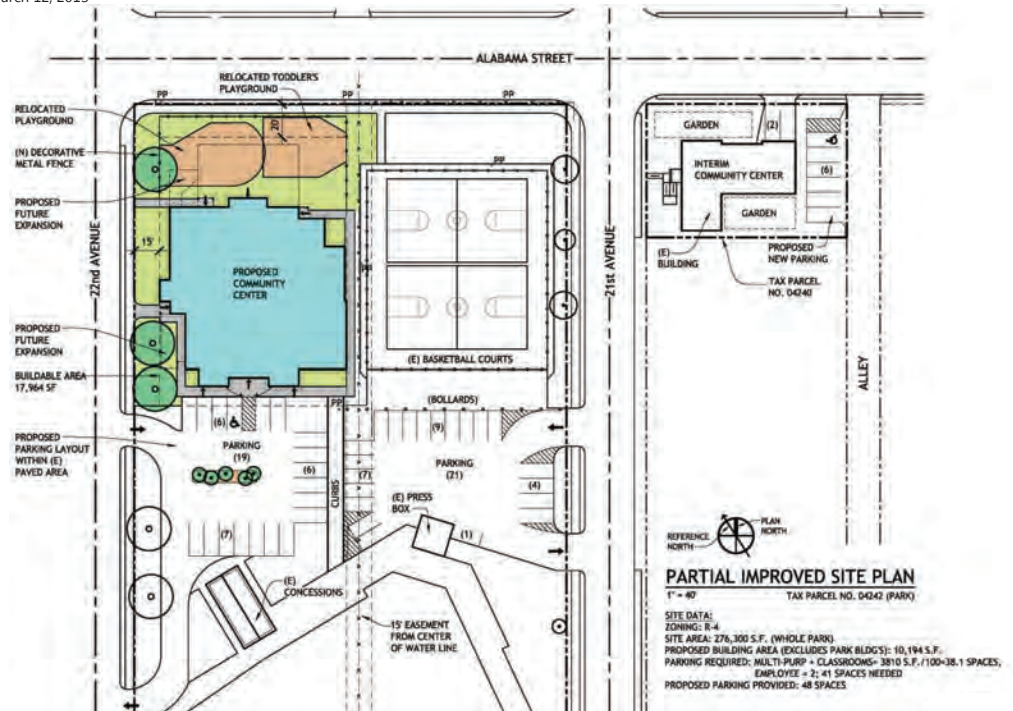 ALABAMA STREET
RELOCATED TODDLER'S
PLAYGROUND
RELOCATED
PLAYGROUND
PP
PP
PP
20'
(N) DECORATIVE
METAL FENCE
PROPOSED
FUTURE
EXPANSION
22nd AVENUE
15'
PROPOSED
COMMUNITY
CENTER
PP
PP
21st AVENUE
GARDEN
(2)
INTERIM
COMMUNITY CENTER
(6)
GARDEN
(E)
BUILDING
PROPOSED
NEW PARKING
TAX PARCEL
NO. 04240
ALLEY
PROPOSED
FUTURE
EXPANSION
BUILDABLE AREA
17,964 SF
(E) BASKETBALL COURTS
PP
(BOLLARDS)
PROPOSED
PARKING LAYOUT
WITHIN (E)
PAVED AREA
(6)
PARKING
(19)
(6)
(7)
CURBS
(7)
(9)
PARKING
(21)
(4)
(E) PRESS
BOX
(1)
(E)
CONCESSIONS
15' EASEMENT
FROM CENTER
OF WATER LINE
REFERENCE
NORTH
PLAN
NORTH
PARTIAL IMPROVED SITE PLAN
1" = 40'
TAX PARCEL NO. 04242 (PARK)
SITE DATA:
ZONING: R-4
SITE AREA: 276,300 S.F. (WHOLE PARK)
PROPOSED BUILDING AREA (EXCLUDES PARK BLDG'S): 10,194 S.F.
PARKING REQUIRED: MULTI-PURP + CLASSROOMS= 3810 S.F./100=38.1 SPACES,
EMPLOYEE = 2; 41 SPACES NEEDED
PROPOSED PARKING PROVIDED: 48 SPACES